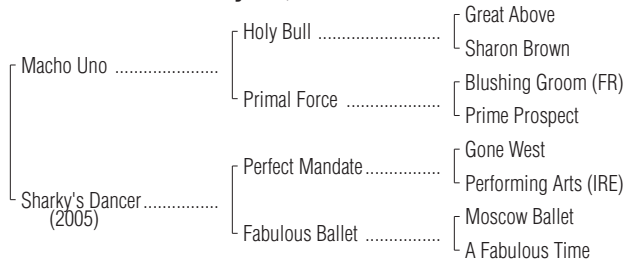 Great Above
Holy Bull ........................
Sharon Brown
Macho Uno .....................
Blushing Groom (FR)
Primal Force ...................
Prime Prospect
Gone West
Perfect Mandate...............
Performing Arts (IRE)
Sharky's Dancer...............
(2005)
Moscow Ballet
Fabulous Ballet ...............
A Fabulous Time